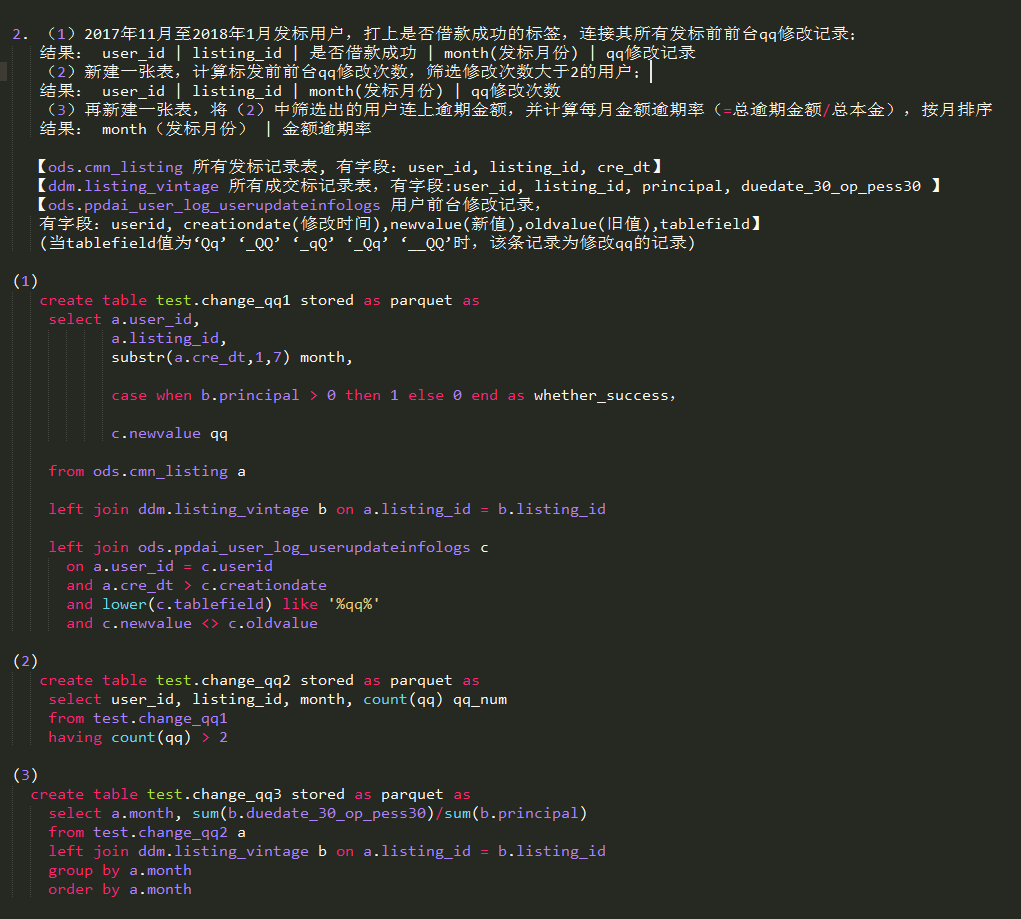 2. （1）2017年11月至2018年1月发标用户，打上是否借款成功的标签，连接其所有发标前前台qq修改记录；
结果： user_id | listing_id | 是否借款成功 | month(发标月份) | qq修改记录
（2）新建一张表，计算标发前前台qq修改次数，筛选修改次数大于2的用户；
结果： user_id | listing_id | month(发标月份) | qq修改次数
（3）再新建一张表，将（2）中筛选出的用户连上逾期金额，并计算每月金额逾期率（=总逾期金额/总本金），按月排序
结果： month（发标月份） | 金额逾期率
【ods.cmn_listing 所有发标记录表，有字段：user_id, listing_id, cre_dt】
【ddm.listing_vintage 所有成交标记录表，有字段:user_id, listing_id, principal, duedate_30_op_pess30 】
【ods.ppdai_user_log_userupdateinfologs 用户前台修改记录，
有字段：userid, creationdate(修改时间),newvalue(新值),oldvalue(旧值),tablefield】
(当tablefield值为‘Qq’ ‘_QQ’ ‘_qQ’ ‘_Qq’ ‘__QQ’时，该条记录为修改qq的记录)
(1)
create table test.change_qq1 stored as parquet as
select a.user_id,
a.listing_id,
substr(a.cre_dt,1,7) month,
case when b.principal > 0 then 1 else 0 end as whether_success，
c.newvalue qq
from ods.cmn_listing a
left join ddm.listing_vintage b on a.listing_id = b.listing_id
left join ods.ppdai_user_log_userupdateinfologs c
on a.user_id = c.userid
and a.cre_dt > c.creationdate
and lower(c.tablefield) like '%qq%'
and c.newvalue <> c.oldvalue
(2)
create table test.change_qq2 stored as parquet as
select user_id, listing_id, month, count(qq) qq_num
from test.change_qq1
having count(qq) > 2
(3)
create table test.change_qq3 stored as parquet as
select a.month, sum(b.duedate_30_op_pess30)/sum(b.principal)
from test.change_qq2 a
left join ddm.listing_vintage b on a.listing_id = b.listing_id
group by a.month
order by a.month